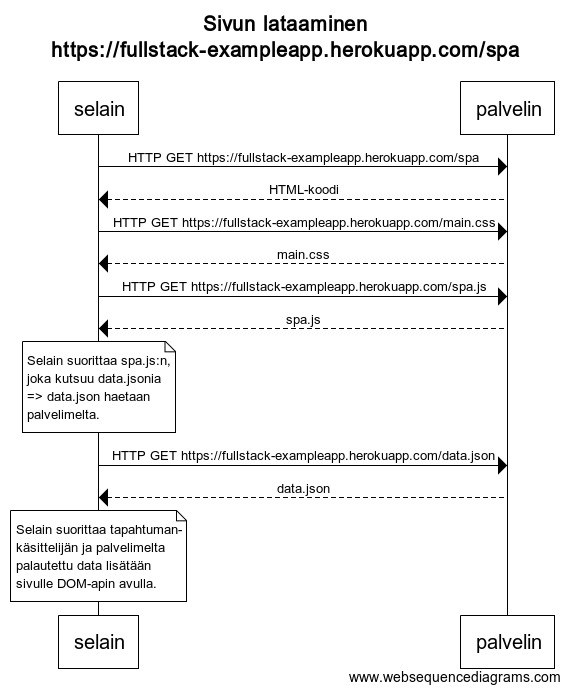 Sivun lataaminen
https://fullstack-exampleapp.herokuapp.com/spa
selain
palvelin
HTTP GET https://fullstack-exampleapp.herokuapp.com/spa
HTML-koodi
HTTP GET https://fullstack-exampleapp.herokuapp.com/main.css
main.css
HTTP GET https://fullstack-exampleapp.herokuapp.com/spa.js
spa.js
Selain suorittaa spa.js:n,
joka kutsuu data.jsonia
=> data.json haetaan
palvelimelta.
HTTP GET https://fullstack-exampleapp.herokuapp.com/data.json
data.json
Selain suorittaa tapahtuman-
käsittelijän ja palvelimelta
palautettu data lisätään
sivulle DOM-apin avulla.
selain
palvelin
www.websequencediagrams.com